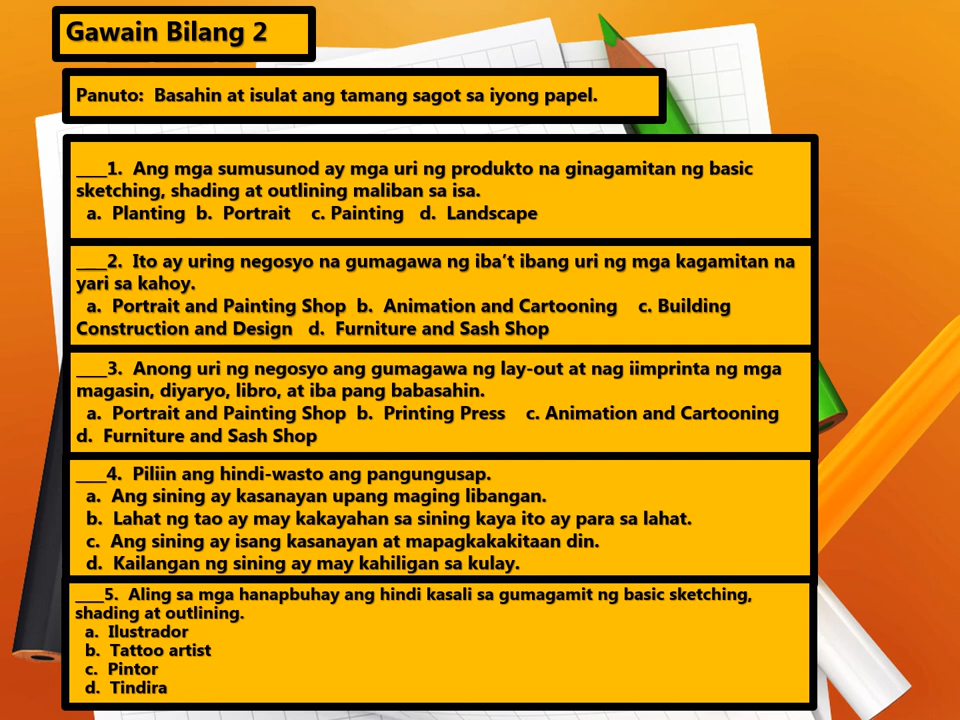 Gawain Bilang 2
Panuto:  Basahin at isulat ang tamang sagot sa iyong papel.
____1.  Ang mga sumusunod ay mga uri ng produkto na ginagamitan ng basic
sketching, shading at outlining maliban sa isa.
a.  Planting  b.  Portrait    c. Painting   d.  Landscape
____2.  Ito ay uring negosyo na gumagawa ng iba’t ibang uri ng mga kagamitan na
yari sa kahoy.
a.  Portrait and Painting Shop  b.  Animation and Cartooning    c. Building
Construction and Design   d.  Furniture and Sash Shop
____3.  Anong uri ng negosyo ang gumagawa ng lay-out at nag iimprinta ng mga
magasin, diyaryo, libro, at iba pang babasahin.
a.  Portrait and Painting Shop  b.  Printing Press    c. Animation and Cartooning
d.  Furniture and Sash Shop
____4.  Piliin ang hindi-wasto ang pangungusap.
a.  Ang sining ay kasanayan upang maging libangan.
b.  Lahat ng tao ay may kakayahan sa sining kaya ito ay para sa lahat.
c.  Ang sining ay isang kasanayan at mapagkakakitaan din.
d.  Kailangan ng sining ay may kahiligan sa kulay.
____5.  Aling sa mga hanapbuhay ang hindi kasali sa gumagamit ng basic sketching,
shading at outlining.
a.  Ilustrador
b.  Tattoo artist
c.  Pintor
d.  Tindira